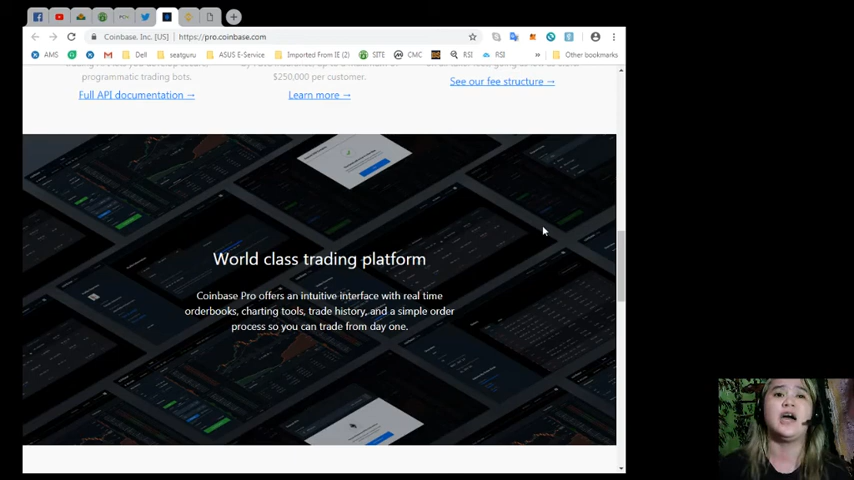 Coinbase, Inc. [US] | https://pro.coinbase.com
AMS Dell seatguru ASUS E-Service Imported From IE (2) SITE CMC RSI RSI » Other bookmarks
programmatic trading bots.
$250,000 per customer.
See our fee structure →
Full API documentation →
Learn more →
World class trading platform
Coinbase Pro offers an intuitive interface with real time
orderbooks, charting tools, trade history, and a simple order
process so you can trade from day one.